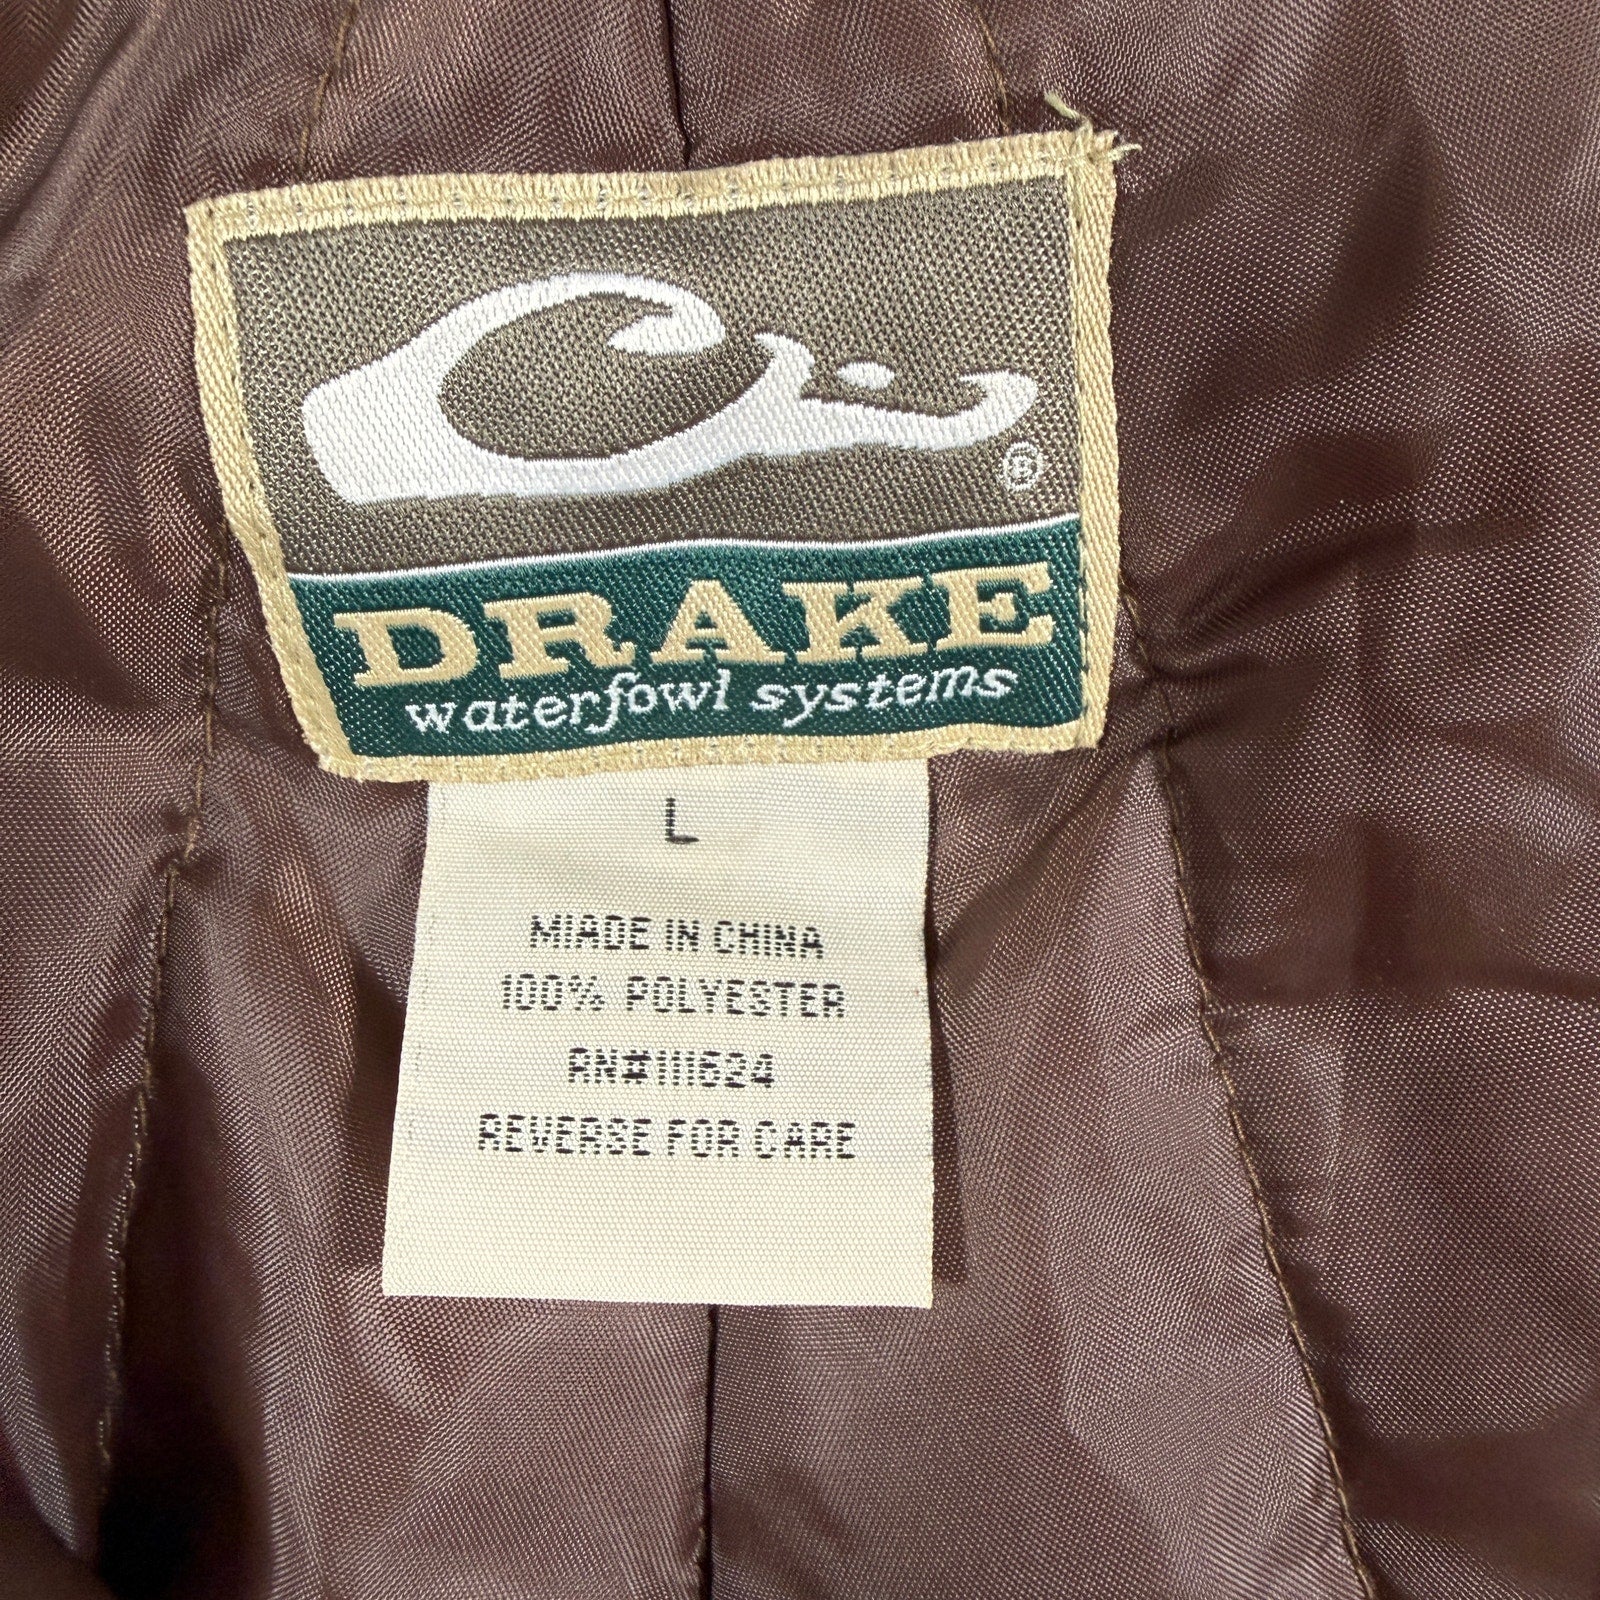 ®
DRAKE
waterfowl systems
L
MIADE IN CHINA
100% POLYESTER
RN#111624
REVERSE FOR CARE